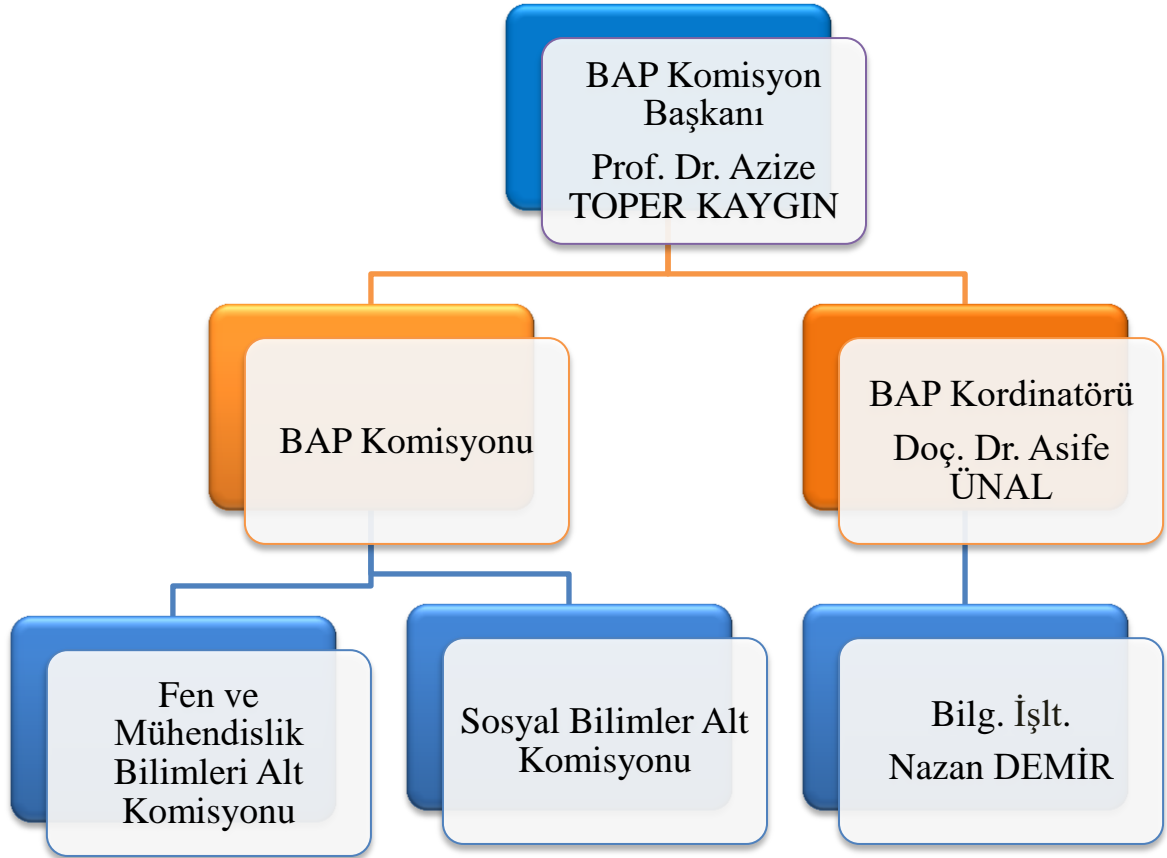 BAP Komisyon
Başkanı
Prof. Dr. Azize
TOPER KAYGIN
BAP Komisyonu
BAP Kordinatörü
Doç. Dr. Asife
ÜNAL
Fen ve
Mühendislik
Bilimleri Alt
Komisyonu
Sosyal Bilimler Alt
Komisyonu
Bilg. İşlt.
Nazan DEMİR